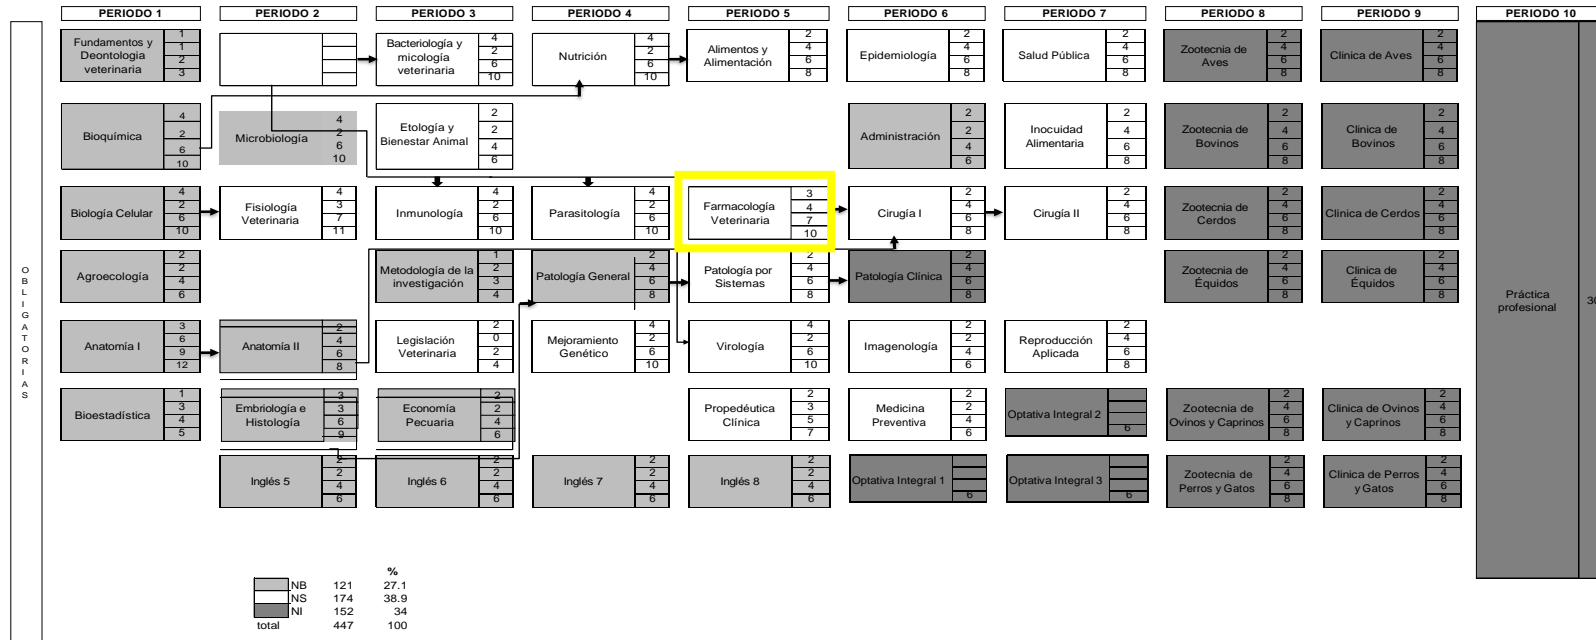 PERIODO 1
PERIODO 2
PERIODO 3
PERIODO 4
PERIODO 5
PERIODO 6
PERIODO 7
PERIODO 8
PERIODO 9
PERIODO 10
OBLIGATORIAS
Fundamentos y
Deontologia
veterinaria
1
1
2
3
Bacteriología y
micología
veterinaria
4
2
6
10
Nutrición
4
2
6
10
Alimentos y
Alimentación
2
4
6
8
Epidemiología
2
4
6
8
Salud Pública
2
4
6
8
Zootecnia de
Aves
2
4
6
8
Clinica de Aves
2
4
6
8
Bioquímica
4
2
6
10
Microbiología
4
2
6
10
Etología y
Bienestar Animal
2
2
4
6
Administración
2
2
4
6
Inocuidad
Alimentaria
2
4
6
8
Zootecnia de
Bovinos
2
4
6
8
Clinica de
Bovinos
2
4
6
8
Biología Celular
4
2
6
10
Fisiología
Veterinaria
4
3
7
11
Inmunología
4
2
6
10
Parasitología
4
2
6
10
Farmacología
Veterinaria
3
4
7
10
Cirugía I
2
4
6
8
Cirugía II
2
4
6
8
Zootecnia de
Cerdos
2
4
6
8
Clinica de Cerdos
2
4
6
8
Agroecología
2
2
4
6
Metodología de la
investigación
1
2
3
4
Patología General
2
4
6
8
Patología por
Sistemas
2
4
6
8
Patología Clínica
2
4
6
8
Zootecnia de
Équidos
2
4
6
8
Clínica de
Équidos
2
4
6
8
Práctica
profesional
30
Anatomía I
3
6
9
12
Anatomía II
2
4
6
8
Legislación
Veterinaria
2
0
2
4
Mejoramiento
Genético
4
2
6
10
Virología
4
2
6
10
Imagenología
2
2
4
6
Reproducción
Aplicada
2
4
6
8
Bioestadística
1
3
4
5
Embriología e
Histología
3
3
6
9
Economía
Pecuaria
2
2
4
6
Propedéutica
Clínica
2
3
5
7
Medicina
Preventiva
2
2
4
6
Optativa Integral 2
6
Zootecnia de
Ovinos y Caprinos
2
4
6
8
Clinica de Ovinos
y Caprinos
2
4
6
8
Inglés 5
2
2
4
6
Inglés 6
2
2
4
6
Inglés 7
2
2
4
6
Inglés 8
2
2
4
6
Optativa Integral 1
6
Optativa Integral 3
6
Zootecnia de
Perros y Gatos
2
4
6
8
Clinica de Perros
y Gatos
2
4
6
8
%
NB 121 27.1
NS 174 38.9
NI 152 34
total 447 100